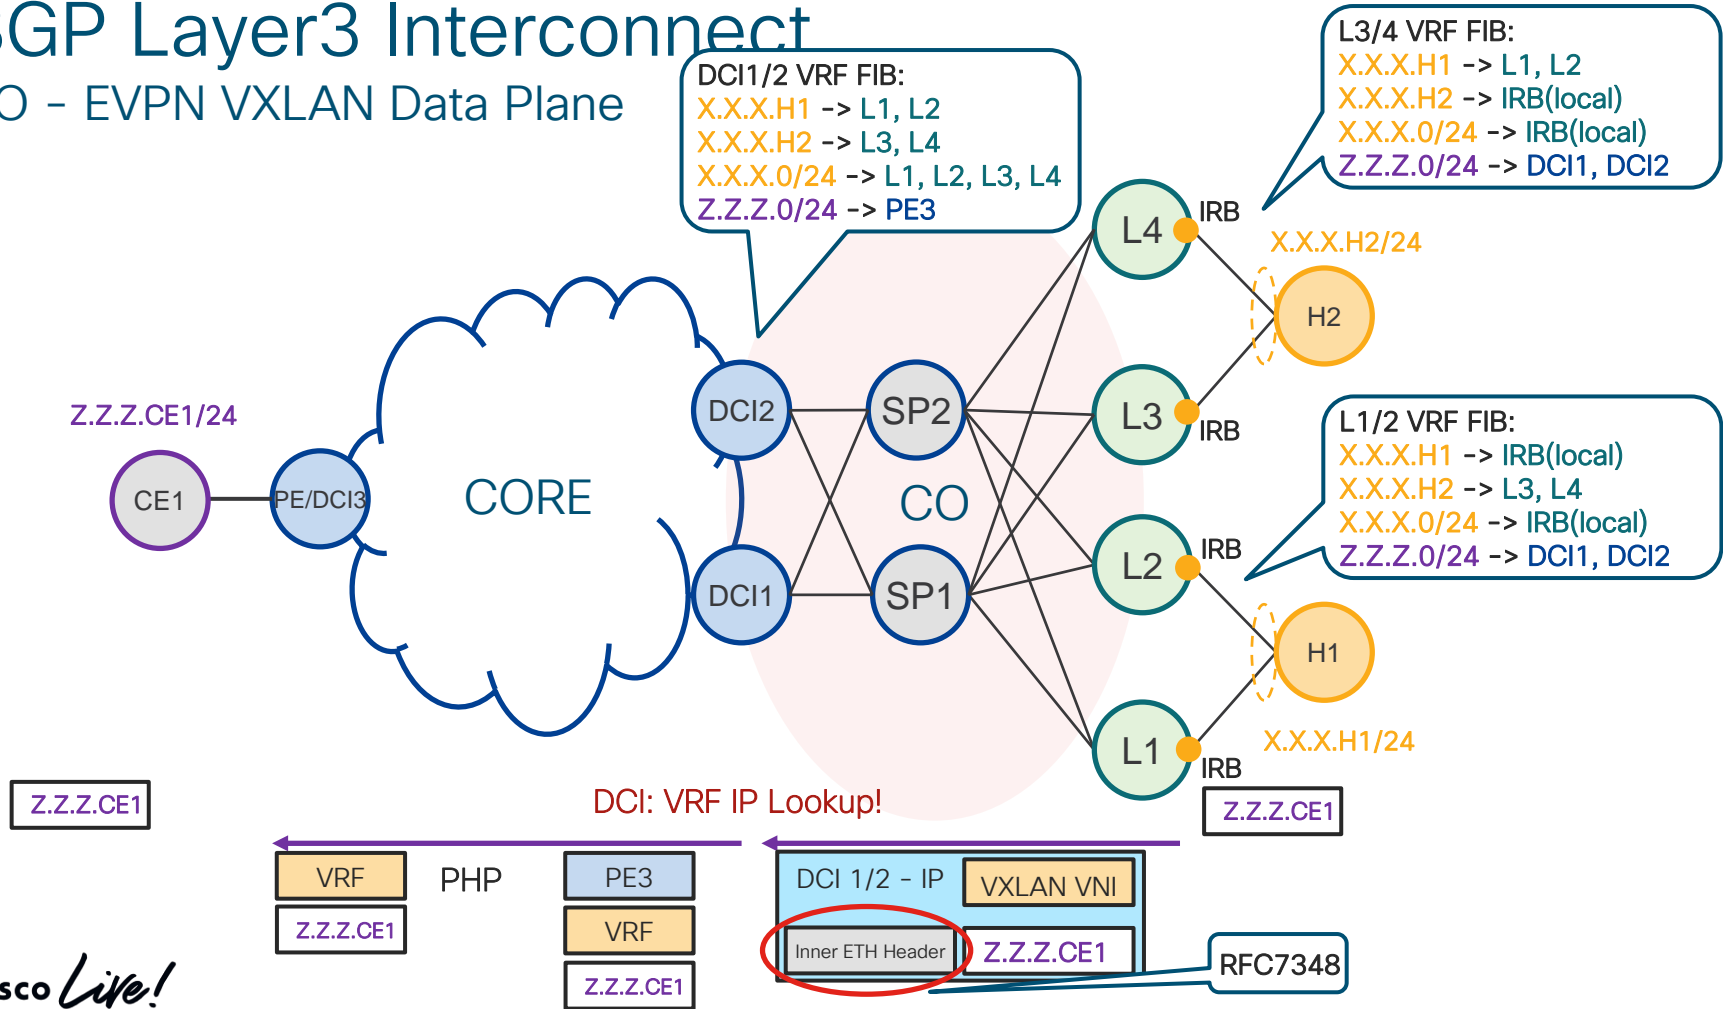 BGP Layer3 Interconnect
CO - EVPN VXLAN Data Plane
DCI1/2 VRF FIB:
X.X.X.H1 -> L1, L2
X.X.X.H2 -> L3, L4
X.X.X.0/24 -> L1, L2, L3, L4
Z.Z.Z.0/24 -> PE3
L3/4 VRF FIB:
X.X.X.H1 -> L1, L2
X.X.X.H2 -> IRB(local)
X.X.X.0/24 -> IRB(local)
Z.Z.Z.0/24 -> DCI1, DCI2
L4
IRB
X.X.X.H2/24
H2
Z.Z.Z.CE1/24
CE1
PE/DCI3
CORE
DCI2
SP2
L3
IRB
CO
L1/2 VRF FIB:
X.X.X.H1 -> IRB(local)
X.X.X.H2 -> L3, L4
X.X.X.0/24 -> IRB(local)
Z.Z.Z.0/24 -> DCI1, DCI2
DCI1
SP1
L2
IRB
H1
X.X.X.H1/24
L1
IRB
Z.Z.Z.CE1
DCI: VRF IP Lookup!
Z.Z.Z.CE1
VRF
PHP
PE3
DCI 1/2 - IP
VXLAN VNI
Z.Z.Z.CE1
VRF
Inner ETH Header
Z.Z.Z.CE1
Z.Z.Z.CE1
RFC7348
sco Live!